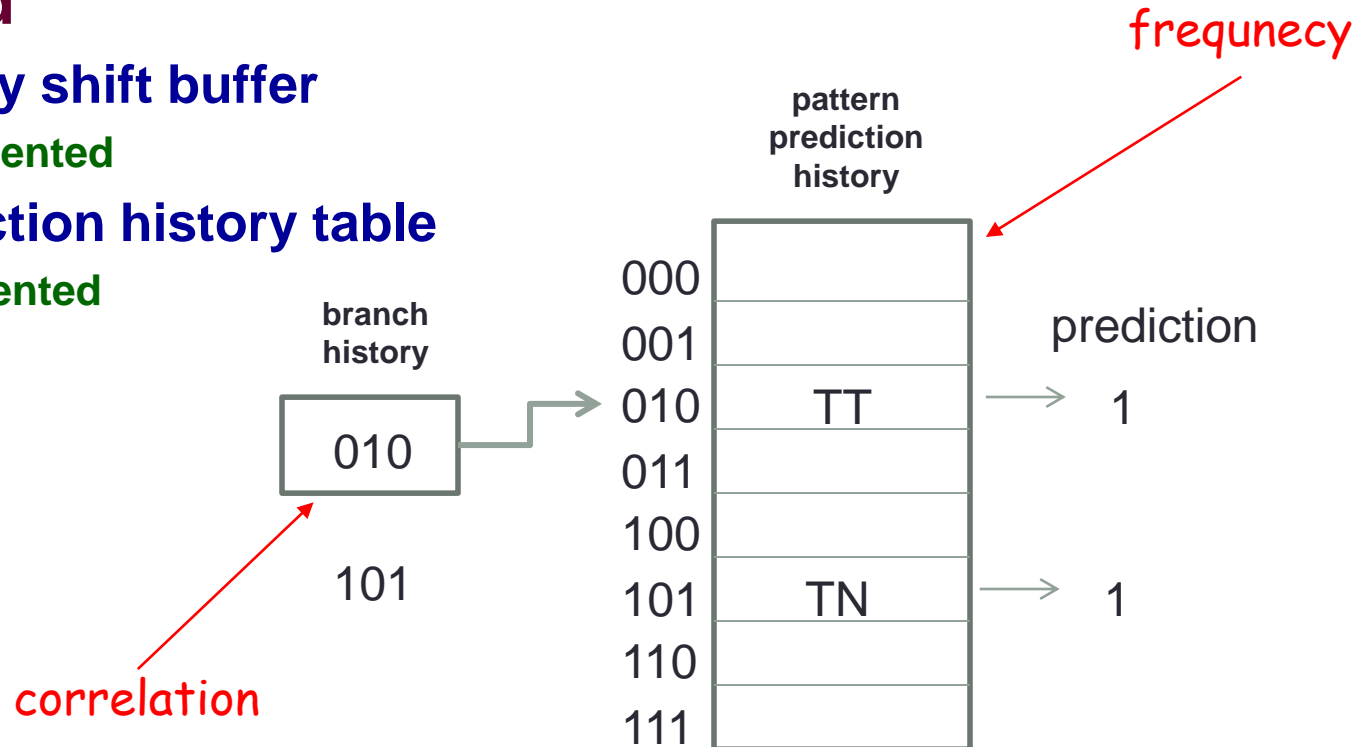 y shift buffer
ented
ction history table
ented
frequnecy
pattern
prediction
history
branch
history
010
101
correlation
000
001
010 TT
011
100
101 TN
110
111
prediction
1
1